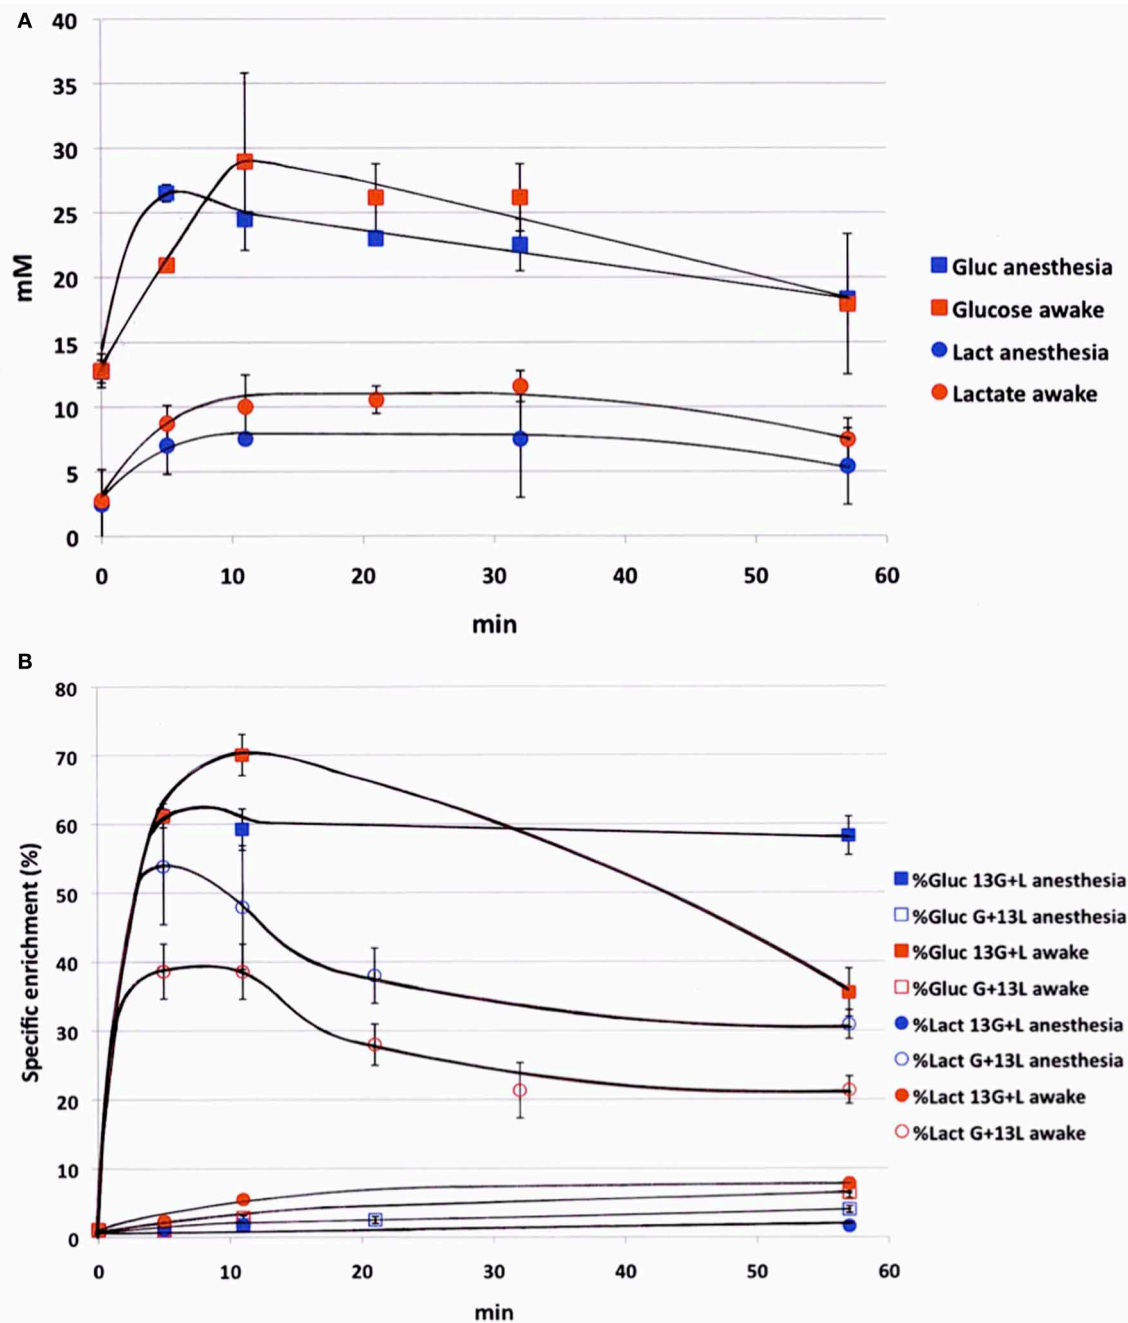 A
40
35
30
25
20
15
10
5
0
mM
0 10 20 30 40 50 60
min
Gluc anesthesia
Glucose awake
Lact anesthesia
Lactate awake
B
80
70
60
50
40
30
20
10
0
Specific enrichment (%)
0 10 20 30 40 50 60
min
%Gluc 13G+L anesthesia
%Gluc G+13L anesthesia
%Gluc 13G+L awake
%Gluc G+13L awake
%Lact 13G+L anesthesia
%Lact G+13L anesthesia
%Lact 13G+L awake
%Lact G+13L awake